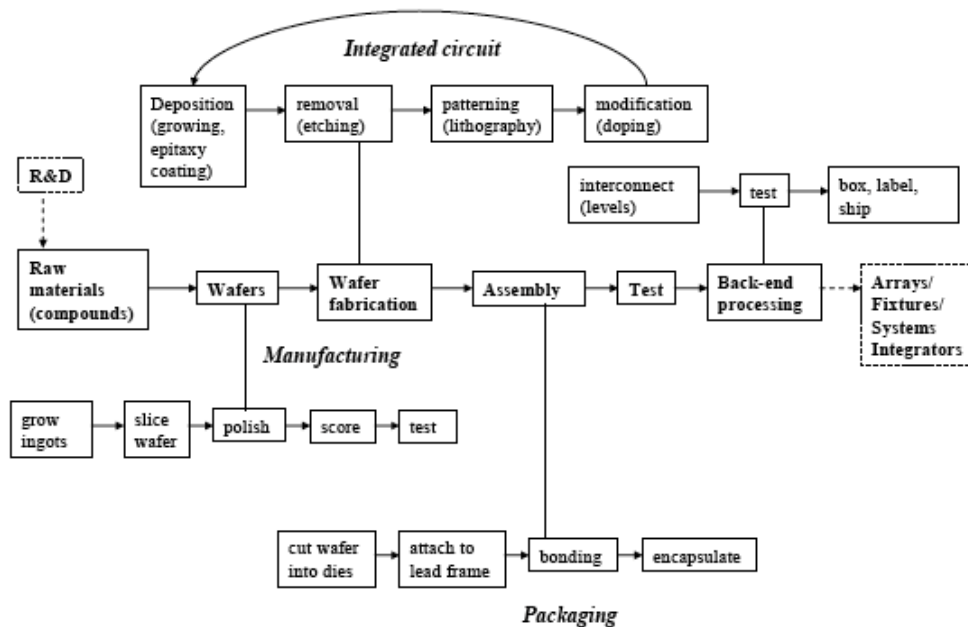 Integrated circuit
Deposition
(growing,
epitaxy
coating)
removal
(etching)
patterning
(lithography)
modification
(doping)
R&D
interconnect
(levels)
test
box, label,
ship
Raw
materials
(compounds)
Wafers
Wafer
fabrication
Assembly
Test
Back-end
processing
Arrays/
Fixtures/
Systems
Integrators
Manufacturing
grow
ingots
slice
wafer
polish
score
test
cut wafer
into dies
attach to
lead frame
bonding
encapsulate
Packaging